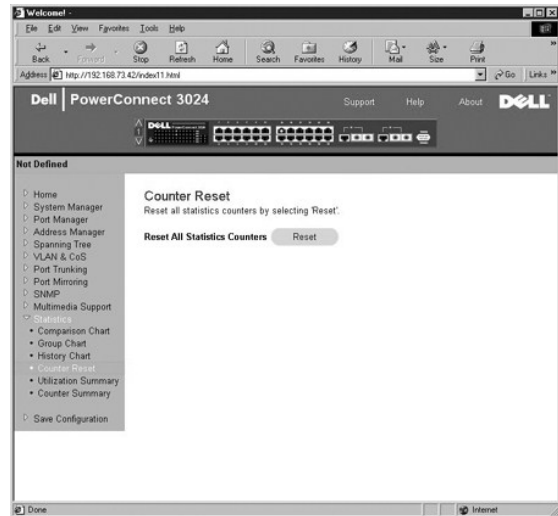 Welcome! -
File Edit View Favorites Tools Help
Back Forward Stop Refresh Home Search Favorites History Mail Size Print
Address http://192.168.73.42/index11.html Go Links
Dell PowerConnect 3024
Support Help About DELL
DELL
Not Defined
Home
System Manager
Port Manager
Address Manager
Spanning Tree
VLAN & CoS
Port Trunking
Port Mirroring
SNMP
Multimedia Support
Statistics
• Comparison Chart
• Group Chart
• History Chart
• Counter Reset
• Utilization Summary
• Counter Summary
Save Configuration
Counter Reset
Reset all statistics counters by selecting 'Reset'.
Reset All Statistics Counters Reset
Done Internet